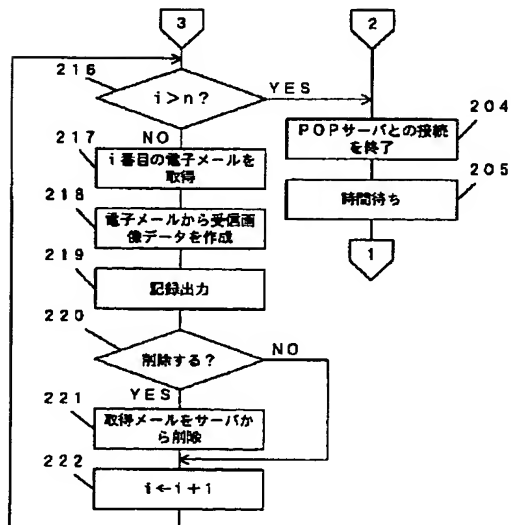 3
2
216
i>n?
YES
NO
217
i番目の電子メールを
取得
218
電子メールから受信画
像データを作成
219
記録出力
220
削除する?
NO
YES
221
取得メールをサーバか
ら削除
222
i←i+1
204
POPサーバとの接続
を終了
205
時間待ち
1